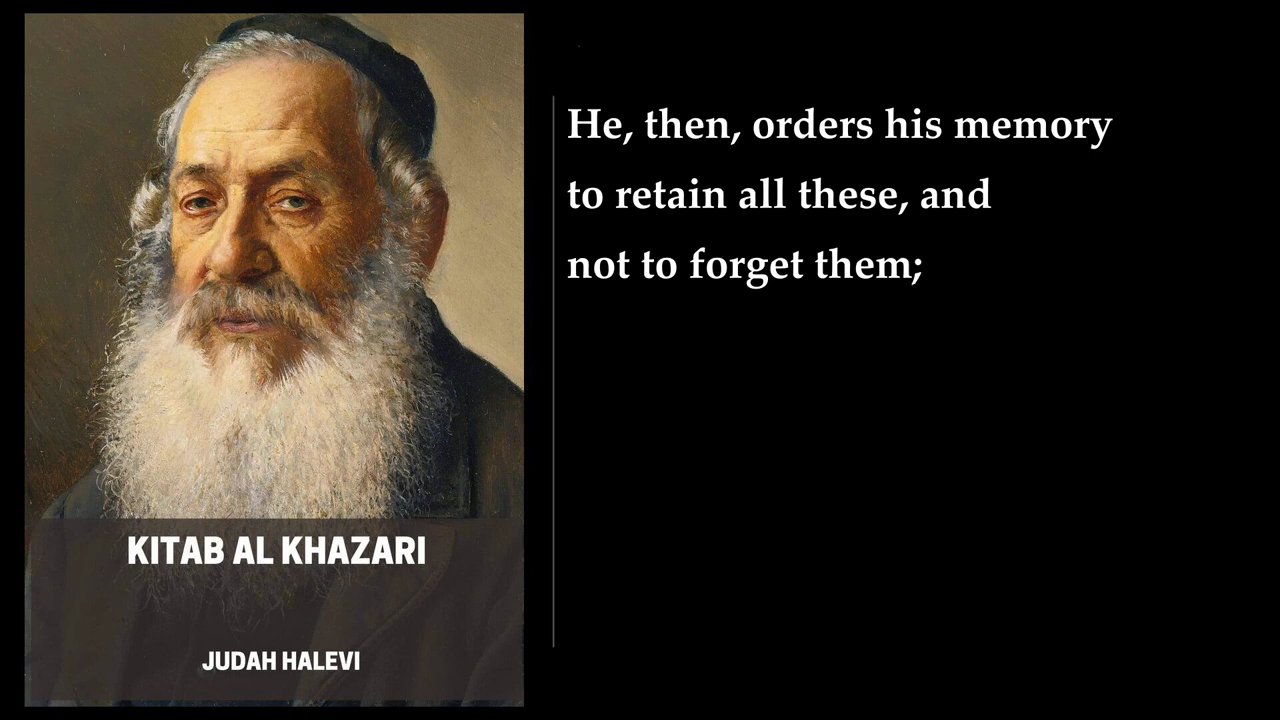 He, then, orders his memory
to retain all these, and
not to forget them;
KITAB AL KHAZARI
JUDAH HALEVI